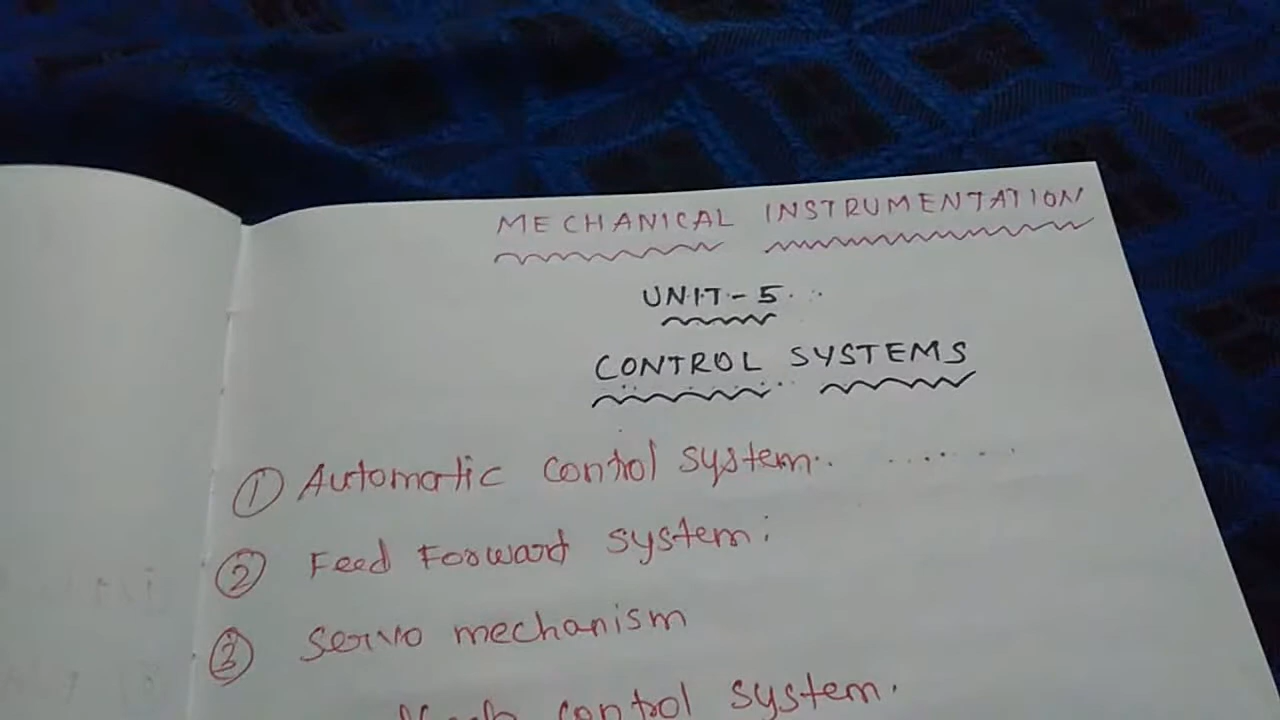 MECHANICAL INSTRUMENTATION
UNIT-5
CONTROL SYSTEMS
① Automatic control system.
② Feed Forward system:
③ Servo mechanism
control system.